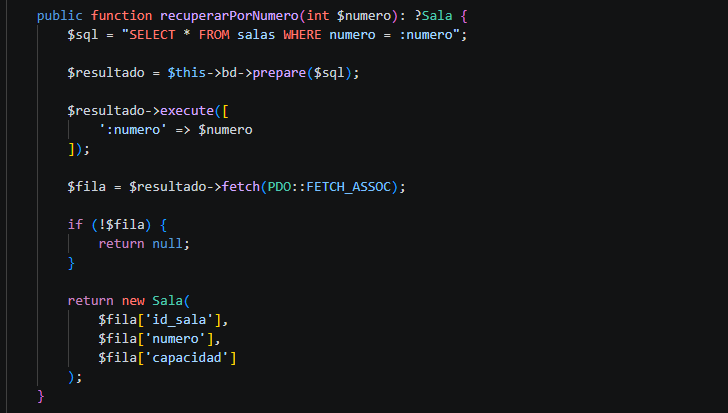 public function recuperarPorNumero(int $numero): ?Sala {
$sql = "SELECT * FROM salas WHERE numero = :numero";
$resultado = $this->bd->prepare($sql);
$resultado->execute([
':numero' => $numero
]);
$fila = $resultado->fetch(PDO::FETCH_ASSOC);
if (!$fila) {
return null;
}
return new Sala(
$fila['id_sala'],
$fila['numero'],
$fila['capacidad']
);
}